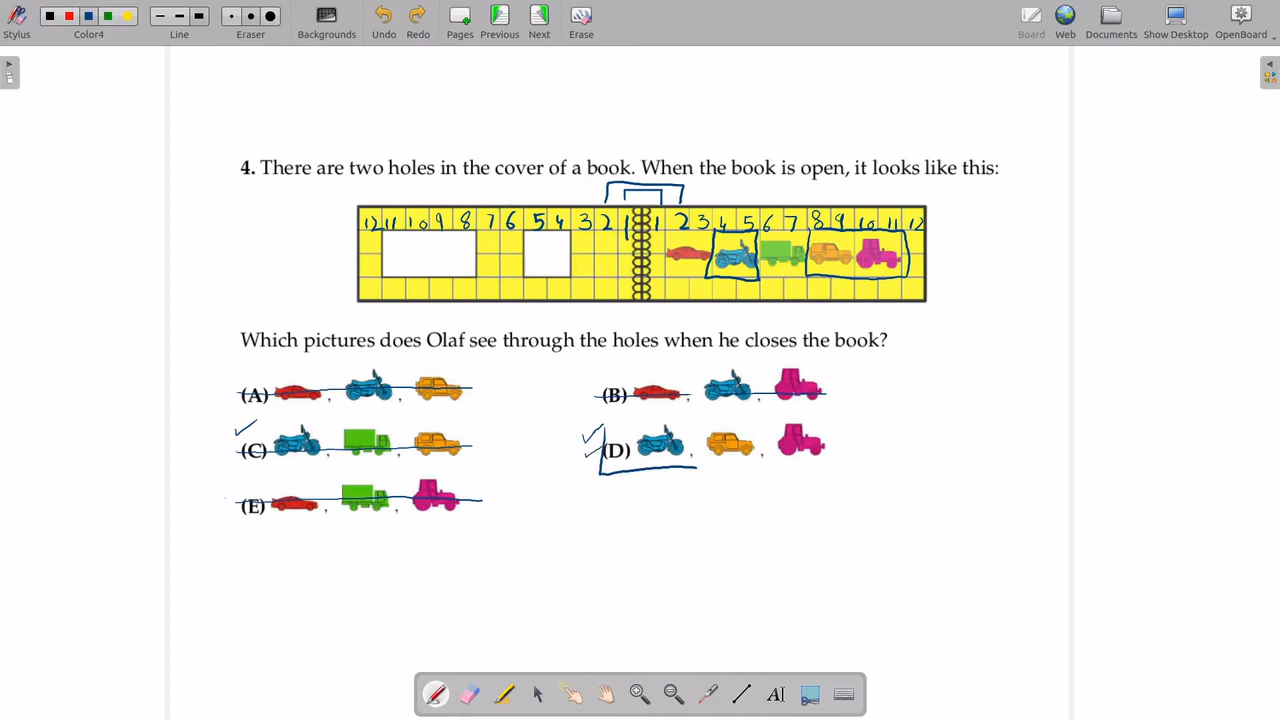 Stylus Color4 Line Eraser Backgrounds Undo Redo Pages Previous Next Erase Board Web Documents Show Desktop OpenBoard
4. There are two holes in the cover of a book. When the book is open, it looks like this:
12 11 10 9 8 7 6 5 4 3 2 1 1 2 3 4 5 6 7 8 9 10 11 12
Which pictures does Olaf see through the holes when he closes the book?
(A) , , (B) , ,
(C) , , (D) , ,
(E) , ,
AI